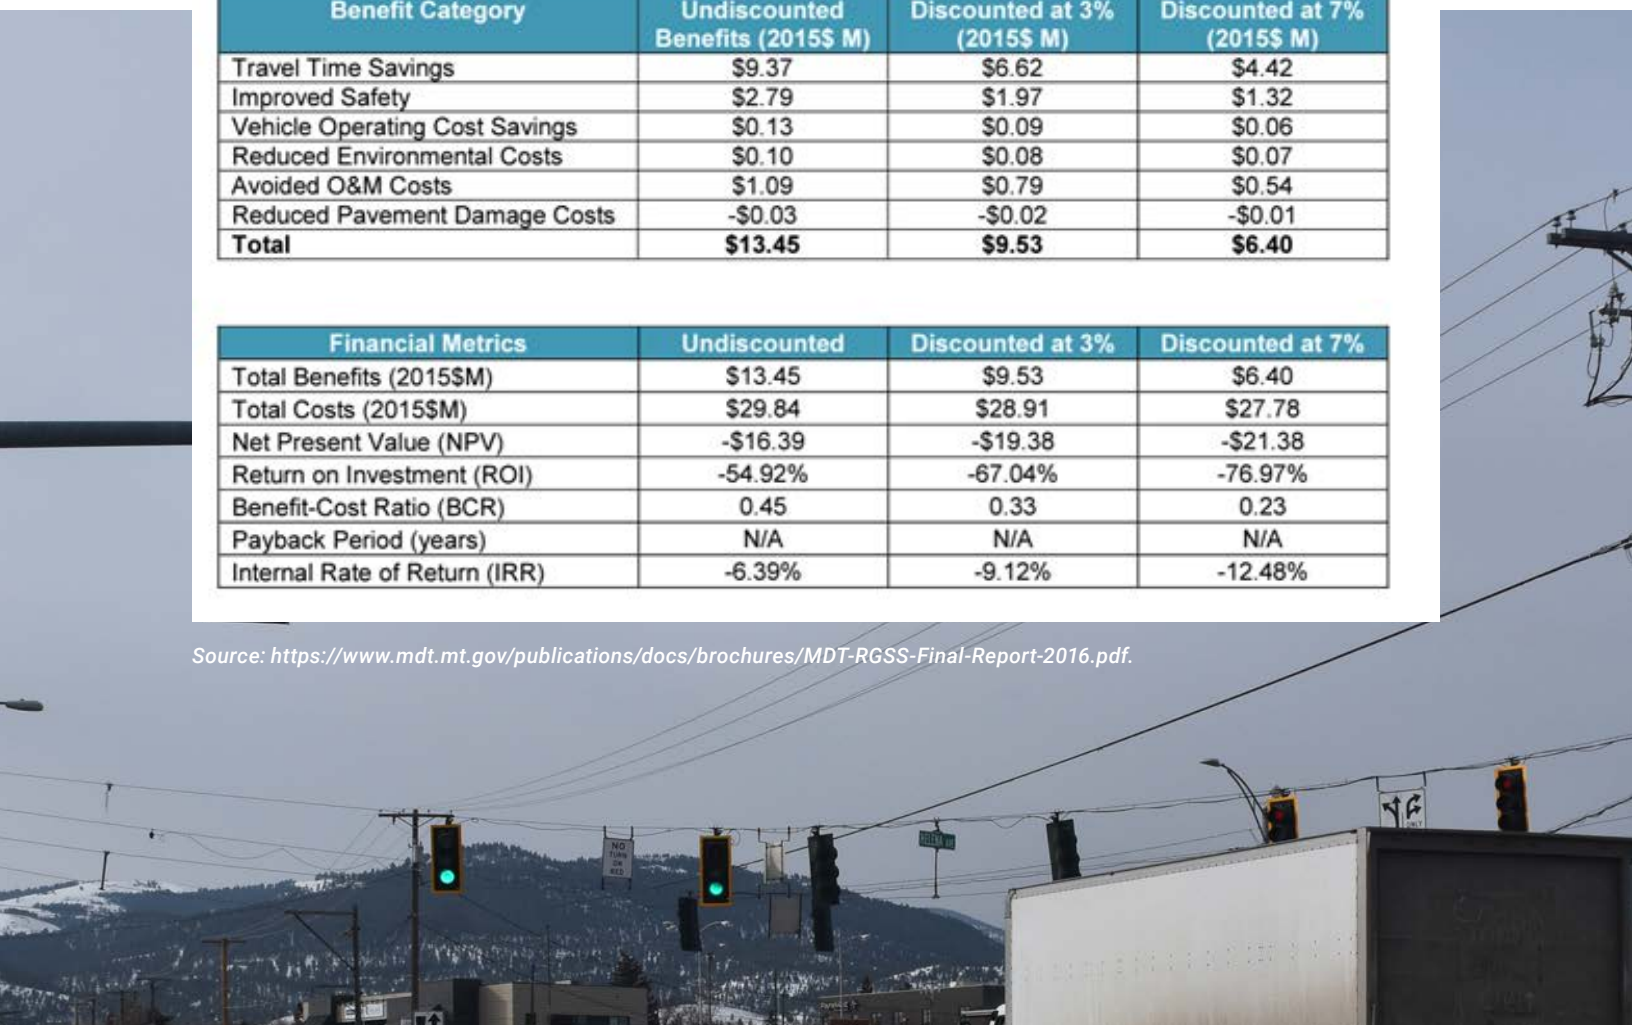 Benefit Category Undiscounted Benefits (2015$ M) Discounted at 3% (2015$ M) Discounted at 7% (2015$ M)
Travel Time Savings $9.37 $6.62 $4.42
Improved Safety $2.79 $1.97 $1.32
Vehicle Operating Cost Savings $0.13 $0.09 $0.06
Reduced Environmental Costs $0.10 $0.08 $0.07
Avoided O&M Costs $1.09 $0.79 $0.54
Reduced Pavement Damage Costs -$0.03 -$0.02 -$0.01
Total $13.45 $9.53 $6.40
Financial Metrics Undiscounted Discounted at 3% Discounted at 7%
Total Benefits (2015$M) $13.45 $9.53 $6.40
Total Costs (2015$M) $29.84 $28.91 $27.78
Net Present Value (NPV) -$16.39 -$19.38 -$21.38
Return on Investment (ROI) -54.92% -67.04% -76.97%
Benefit-Cost Ratio (BCR) 0.45 0.33 0.23
Payback Period (years) N/A N/A N/A
Internal Rate of Return (IRR) -6.39% -9.12% -12.48%
Source: https://www.mdt.mt.gov/publications/docs/brochures/MDT-RGSS-Final-Report-2016.pdf.
ONLY
HELENA AV
NO
TURN
ON
RED